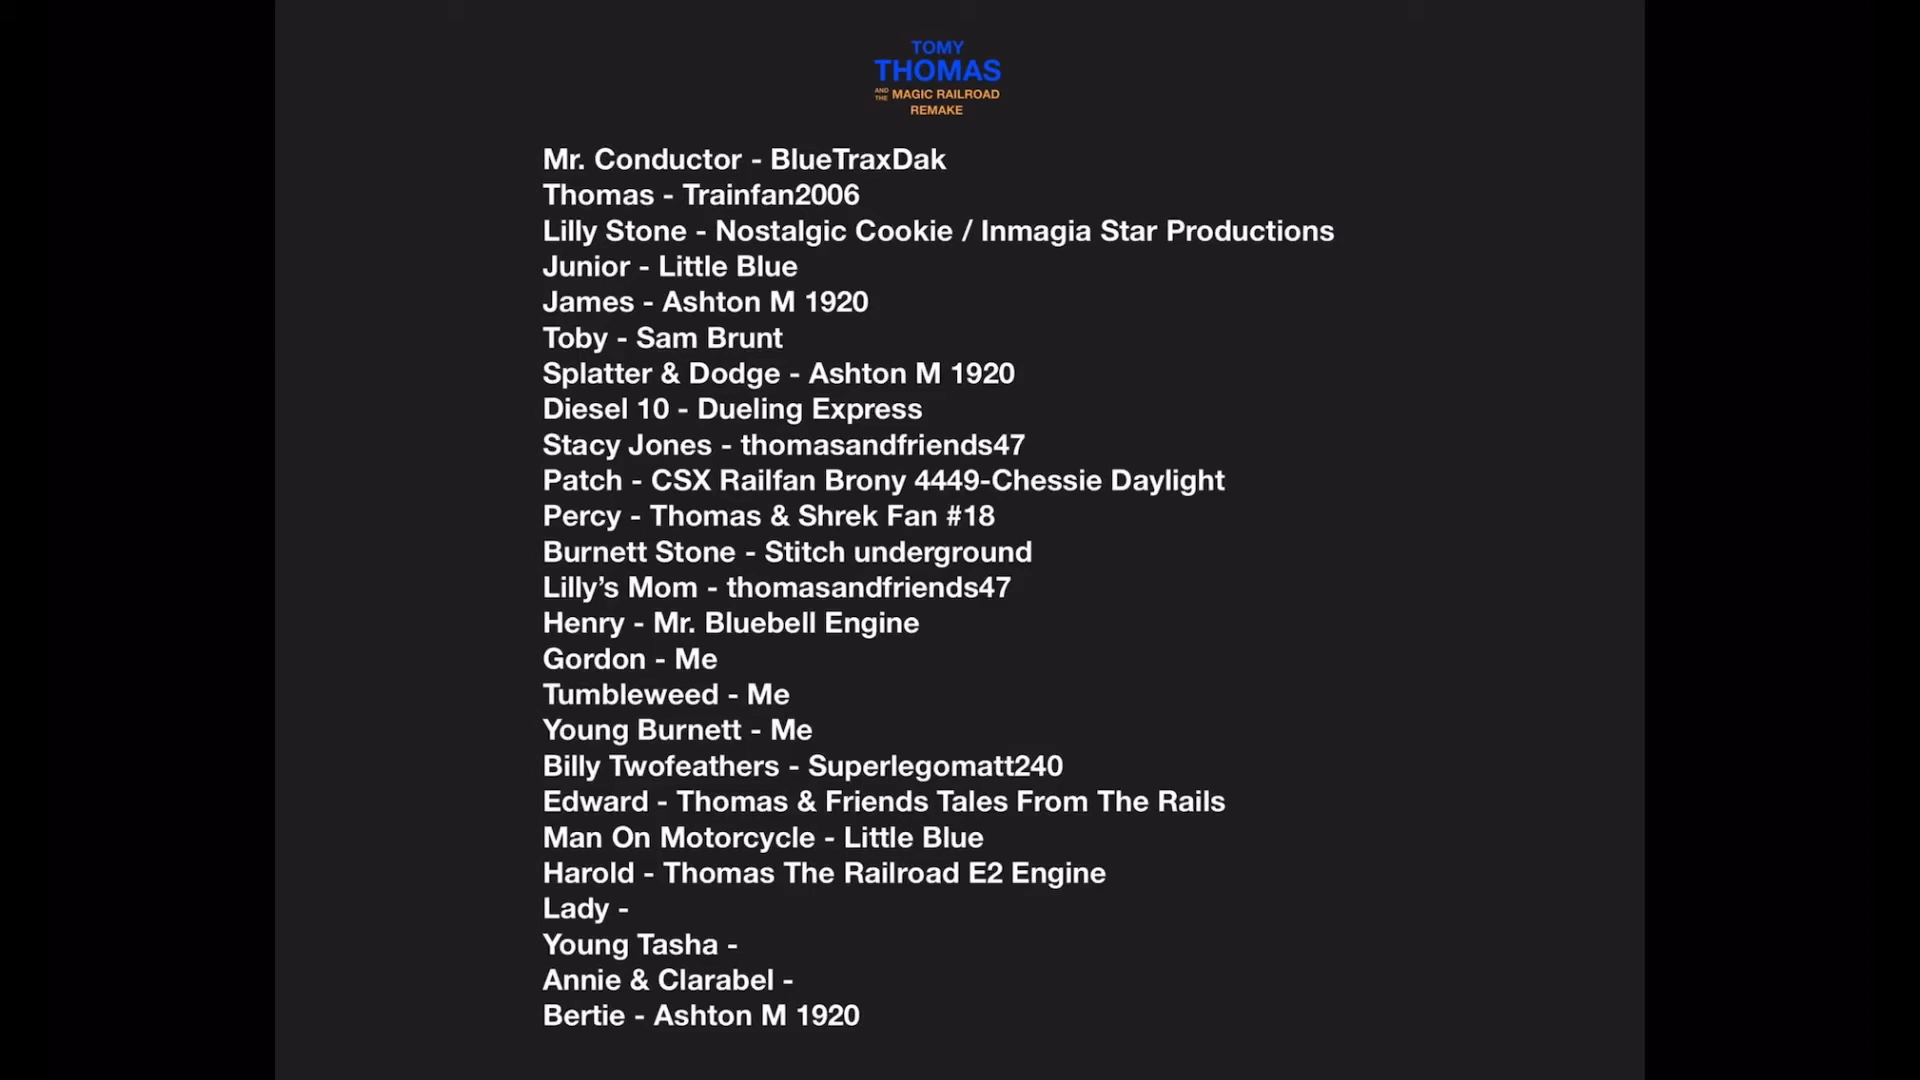 TOMY
THOMAS
AND THE MAGIC RAILROAD
REMAKE
Mr. Conductor - BlueTraxDak
Thomas - Trainfan2006
Lilly Stone - Nostalgic Cookie / Inmagia Star Productions
Junior - Little Blue
James - Ashton M 1920
Toby - Sam Brunt
Splatter & Dodge - Ashton M 1920
Diesel 10 - Dueling Express
Stacy Jones - thomasandfriends47
Patch - CSX Railfan Brony 4449-Chessie Daylight
Percy - Thomas & Shrek Fan #18
Burnett Stone - Stitch underground
Lilly’s Mom - thomasandfriends47
Henry - Mr. Bluebell Engine
Gordon - Me
Tumbleweed - Me
Young Burnett - Me
Billy Twofeathers - Superlegomatt240
Edward - Thomas & Friends Tales From The Rails
Man On Motorcycle - Little Blue
Harold - Thomas The Railroad E2 Engine
Lady -
Young Tasha -
Annie & Clarabel -
Bertie - Ashton M 1920